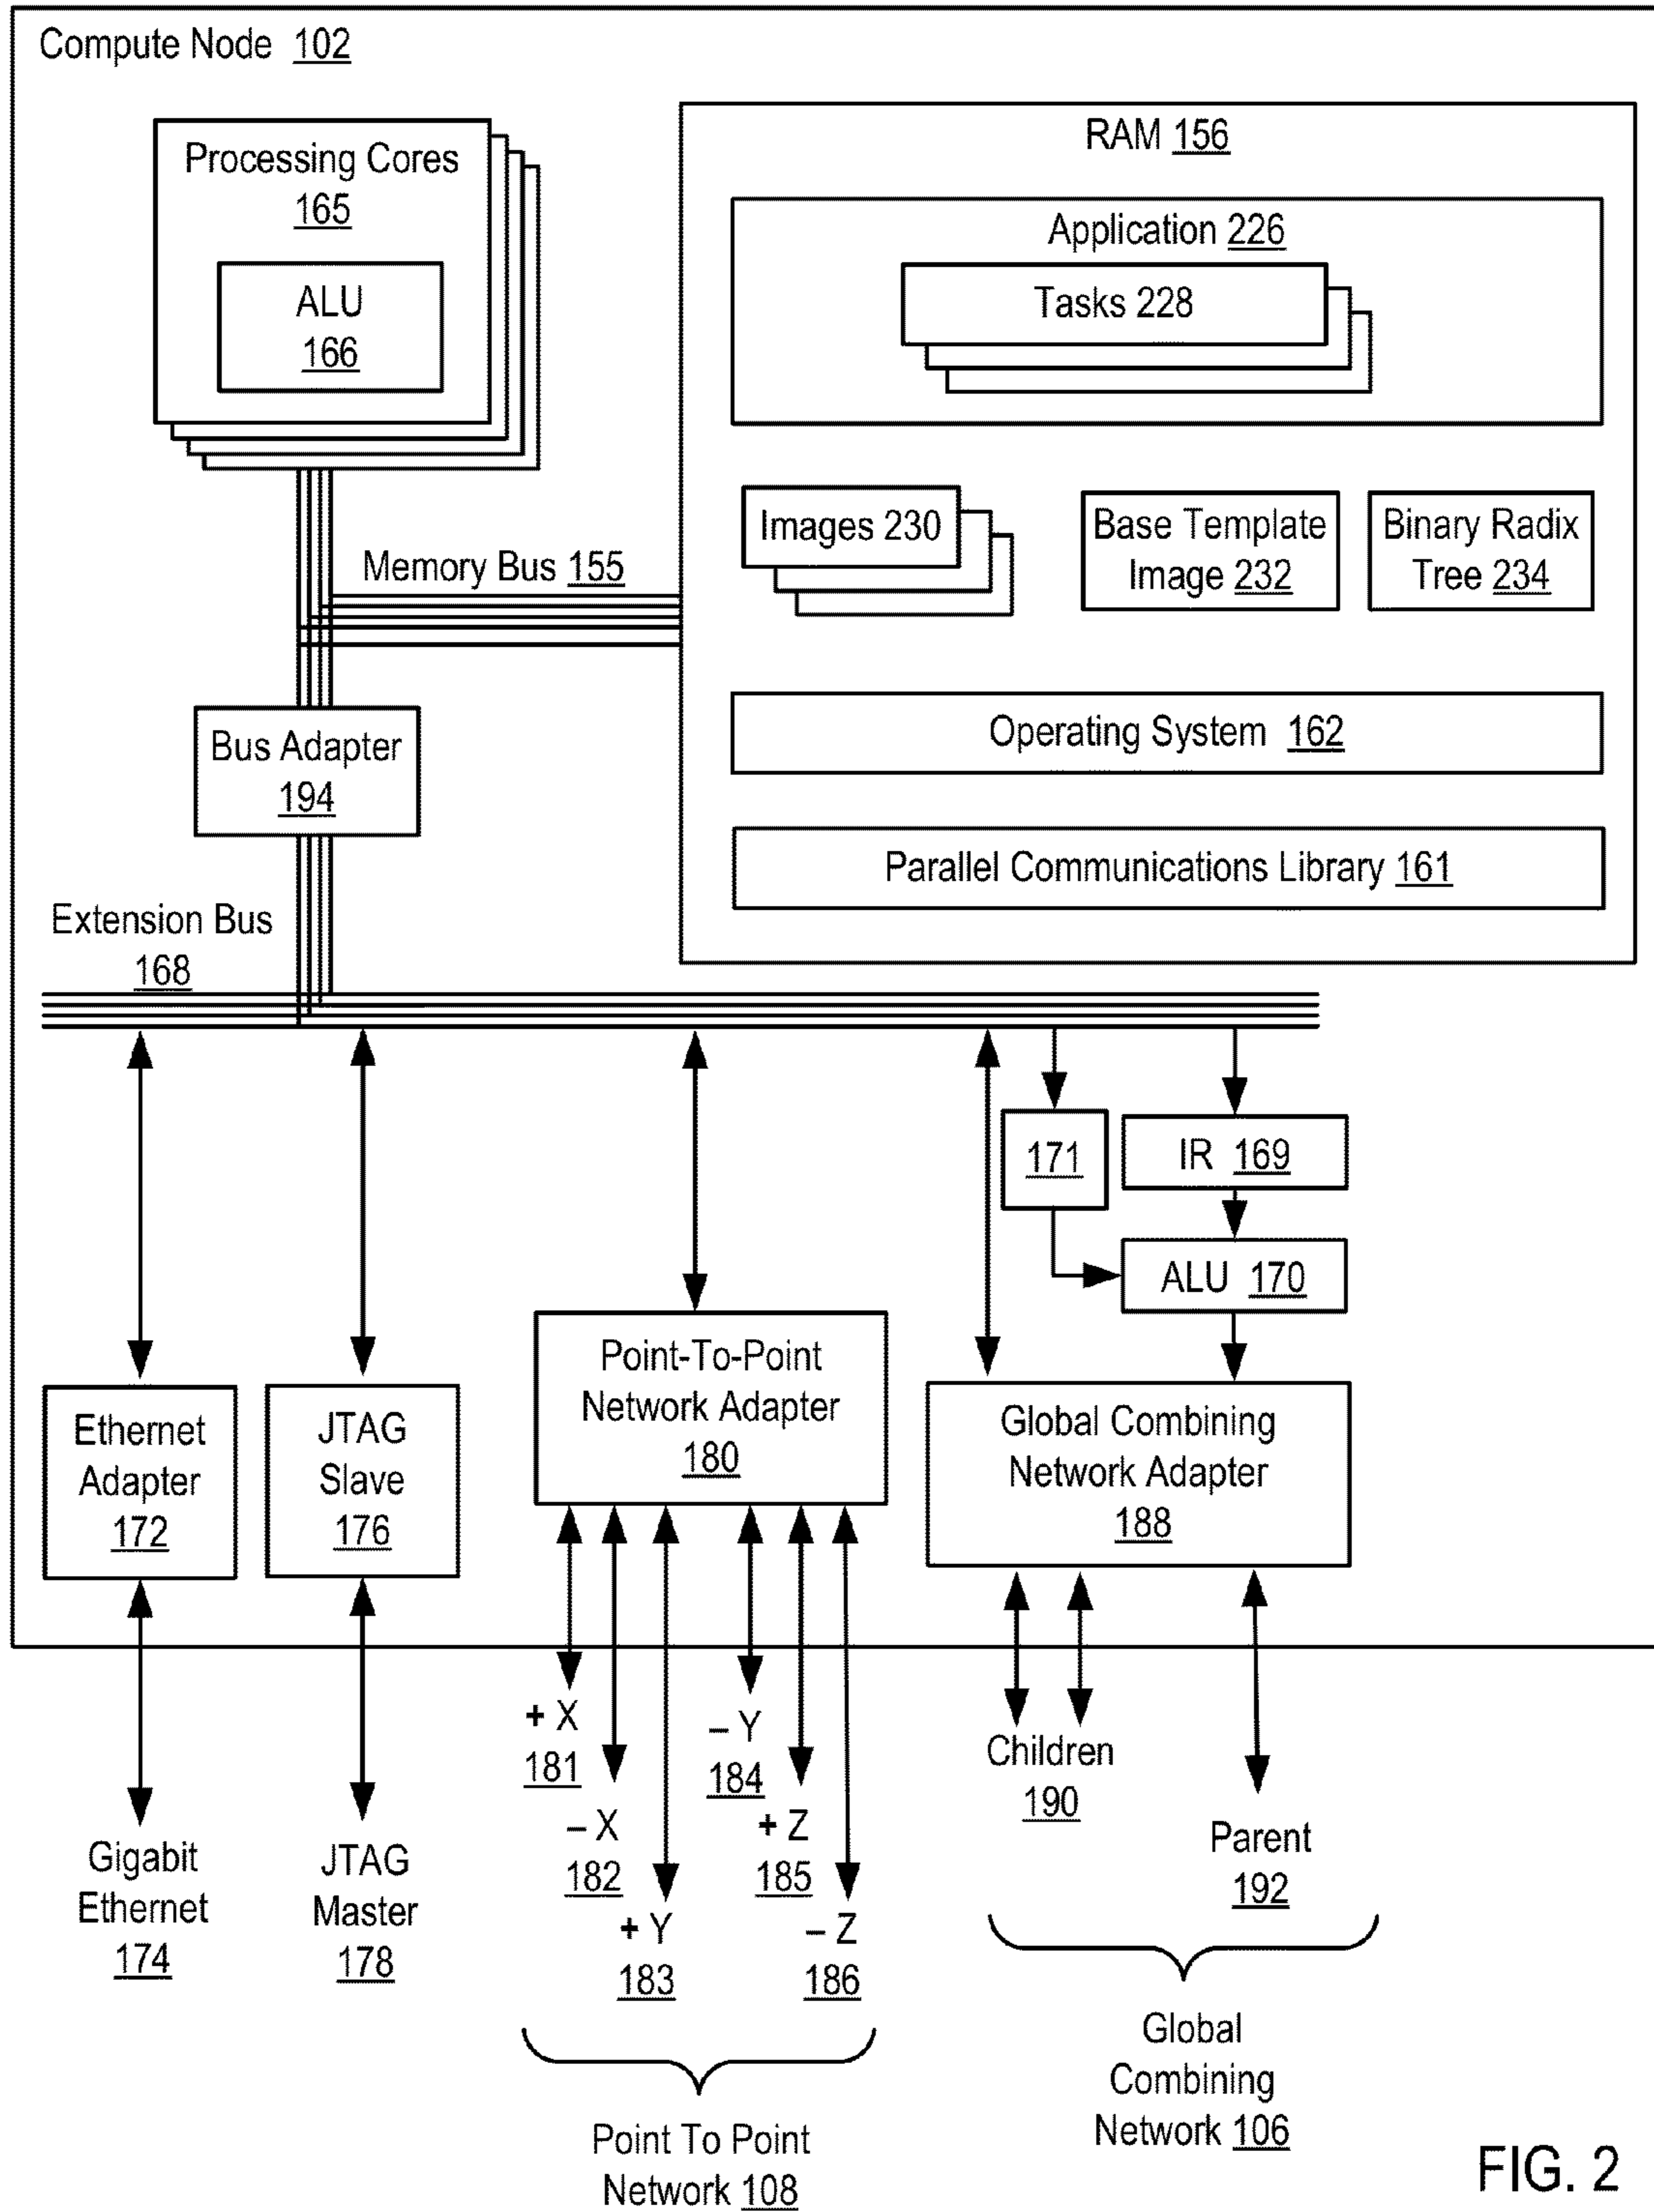 Compute Node 102
Processing Cores
165
ALU
166
RAM 156
Application 226
Tasks 228
Images 230
Base Template
Image 232
Binary Radix
Tree 234
Memory Bus 155
Operating System 162
Bus Adapter
194
Parallel Communications Library 161
Extension Bus
168
171
IR 169
ALU 170
Ethernet
Adapter
172
JTAG
Slave
176
Point-To-Point
Network Adapter
180
Global Combining
Network Adapter
188
+ X
181
– X
182
+ Y
183
– Y
184
+ Z
185
– Z
186
Children
190
Parent
192
Gigabit
Ethernet
174
JTAG
Master
178
Point To Point
Network 108
Global
Combining
Network 106
FIG. 2